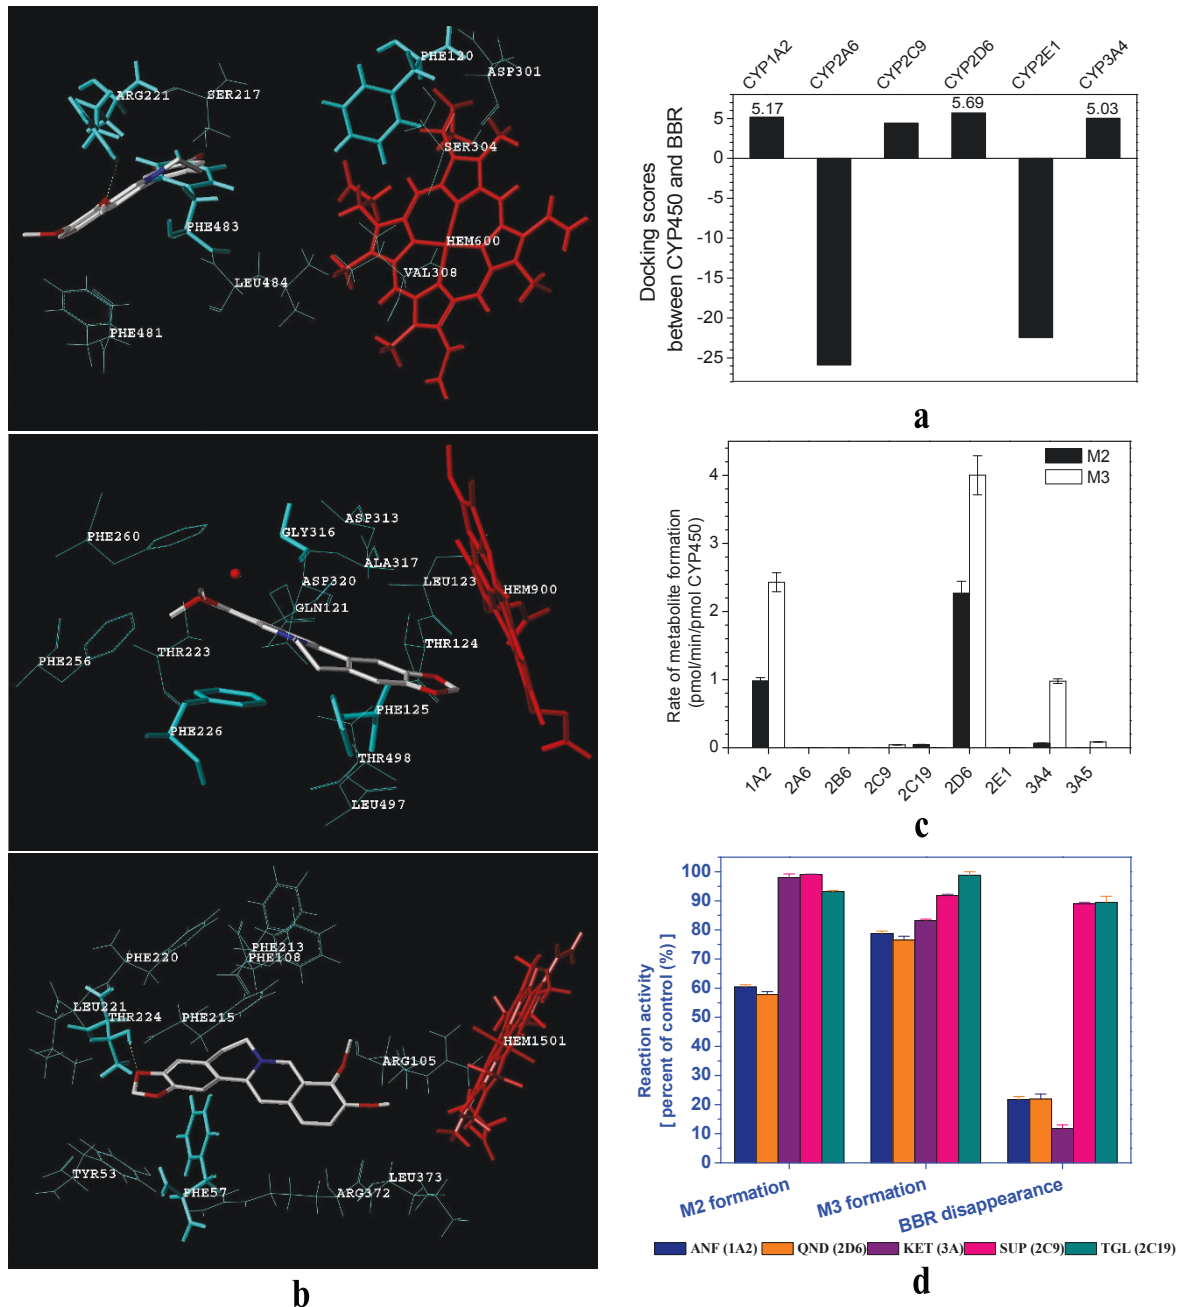 PHE120
ASP301
ARG221
SER217
SER304
PHE483
HEM600
VAL308
LEU484
PHE481
ASP313
GLY316
PHE260
ALA317
ASP320
LEU123
HEM900
GLN121
THR124
THR223
PHE256
PHE125
PHE226
THR498
LEU497
PHE213
PHE220
PHE108
LEU221
THR224
PHE215
HEM1501
ARG105
TYR53
LEU373
PHE57
ARG372
b
CYP1A2 CYP2A6 CYP2C9 CYP2D6 CYP2E1 CYP3A4
5.17 5.69 5.03
5
0
-5
-10
-15
-20
-25
Docking scores
between CYP450 and BBR
a
M2
M3
4
3
2
1
0
Rate of metabolite formation
(pmol/min/pmol CYP450)
1A2 2A6 2B6 2C9 2C19 2D6 2E1 3A4 3A5
c
100
90
80
70
60
50
40
30
20
10
0
Reaction activity
[ percent of control (%) ]
M2 formation M3 formation BBR disappearance
ANF (1A2) QND (2D6) KET (3A) SUP (2C9) TGL (2C19)
d